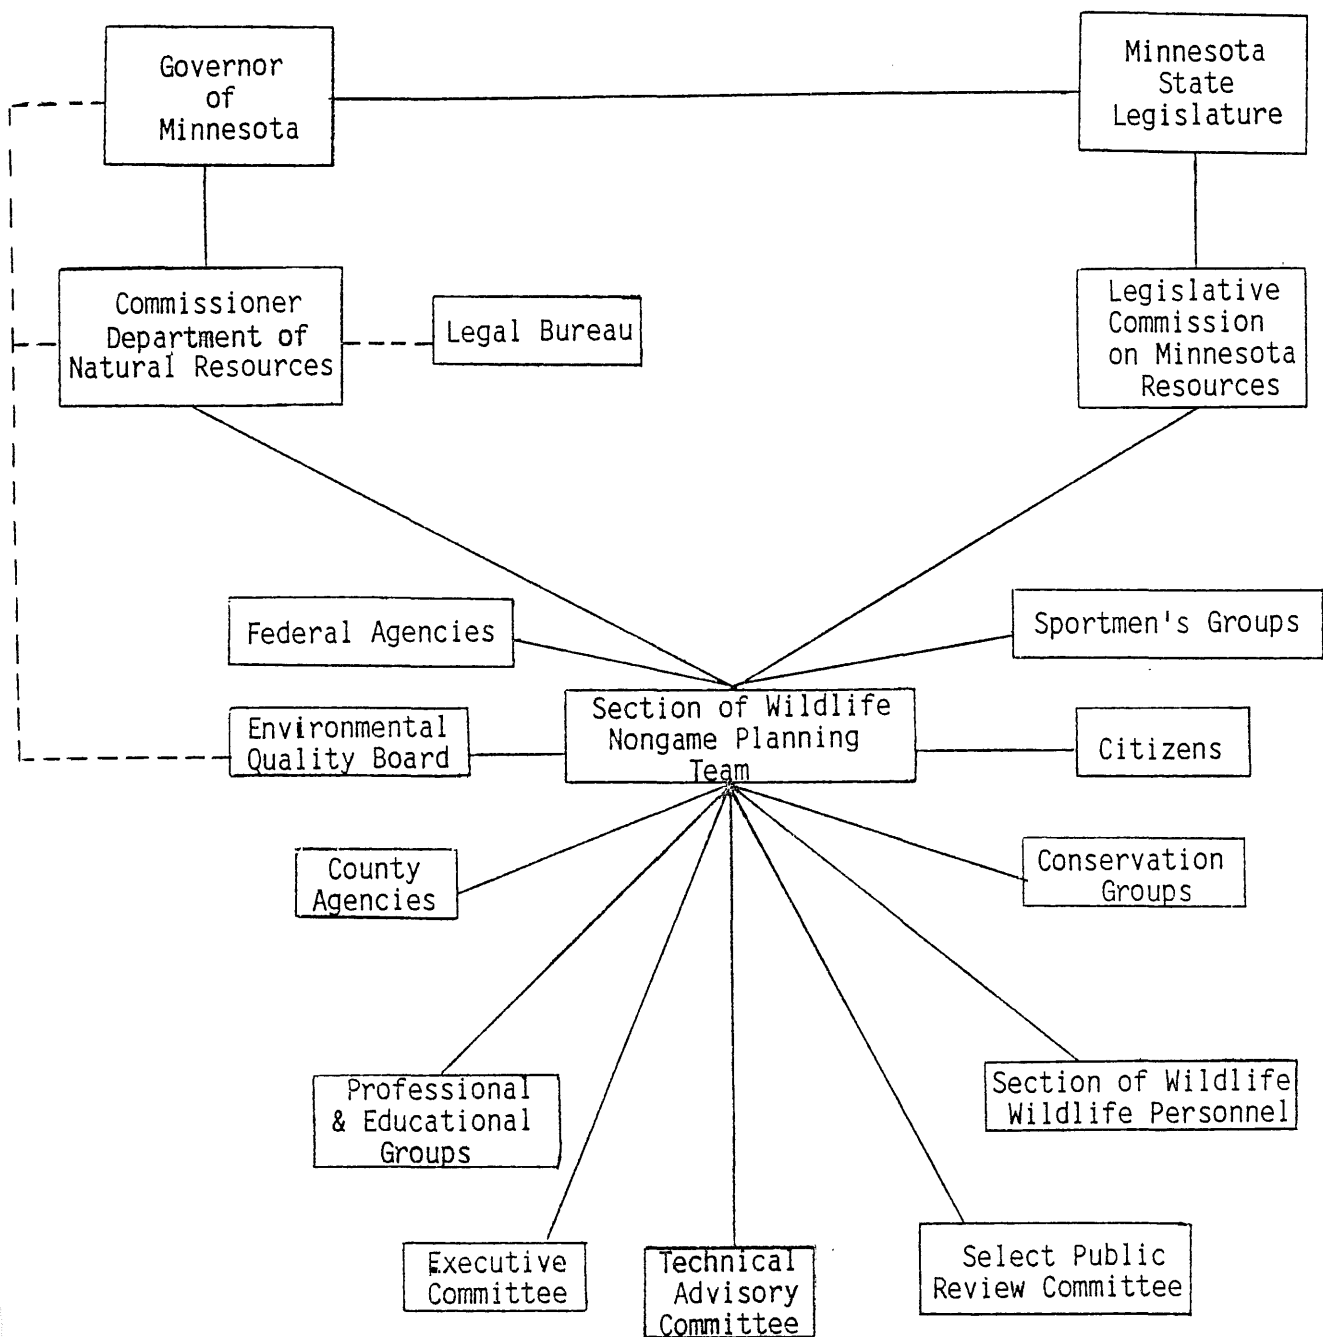 Governor
of
Minnesota
Minnesota
State
Legislature
Commissioner
Department of
Natural Resources
Legal Bureau
Legislative
Commission
on Minnesota
Resources
Federal Agencies
Sportmen's Groups
Environmental
Quality Board
Section of Wildlife
Nongame Planning
Team
Citizens
County
Agencies
Conservation
Groups
Professional
& Educational
Groups
Section of Wildlife
Wildlife Personnel
Executive
Committee
Technical
Advisory
Committee
Select Public
Review Committee